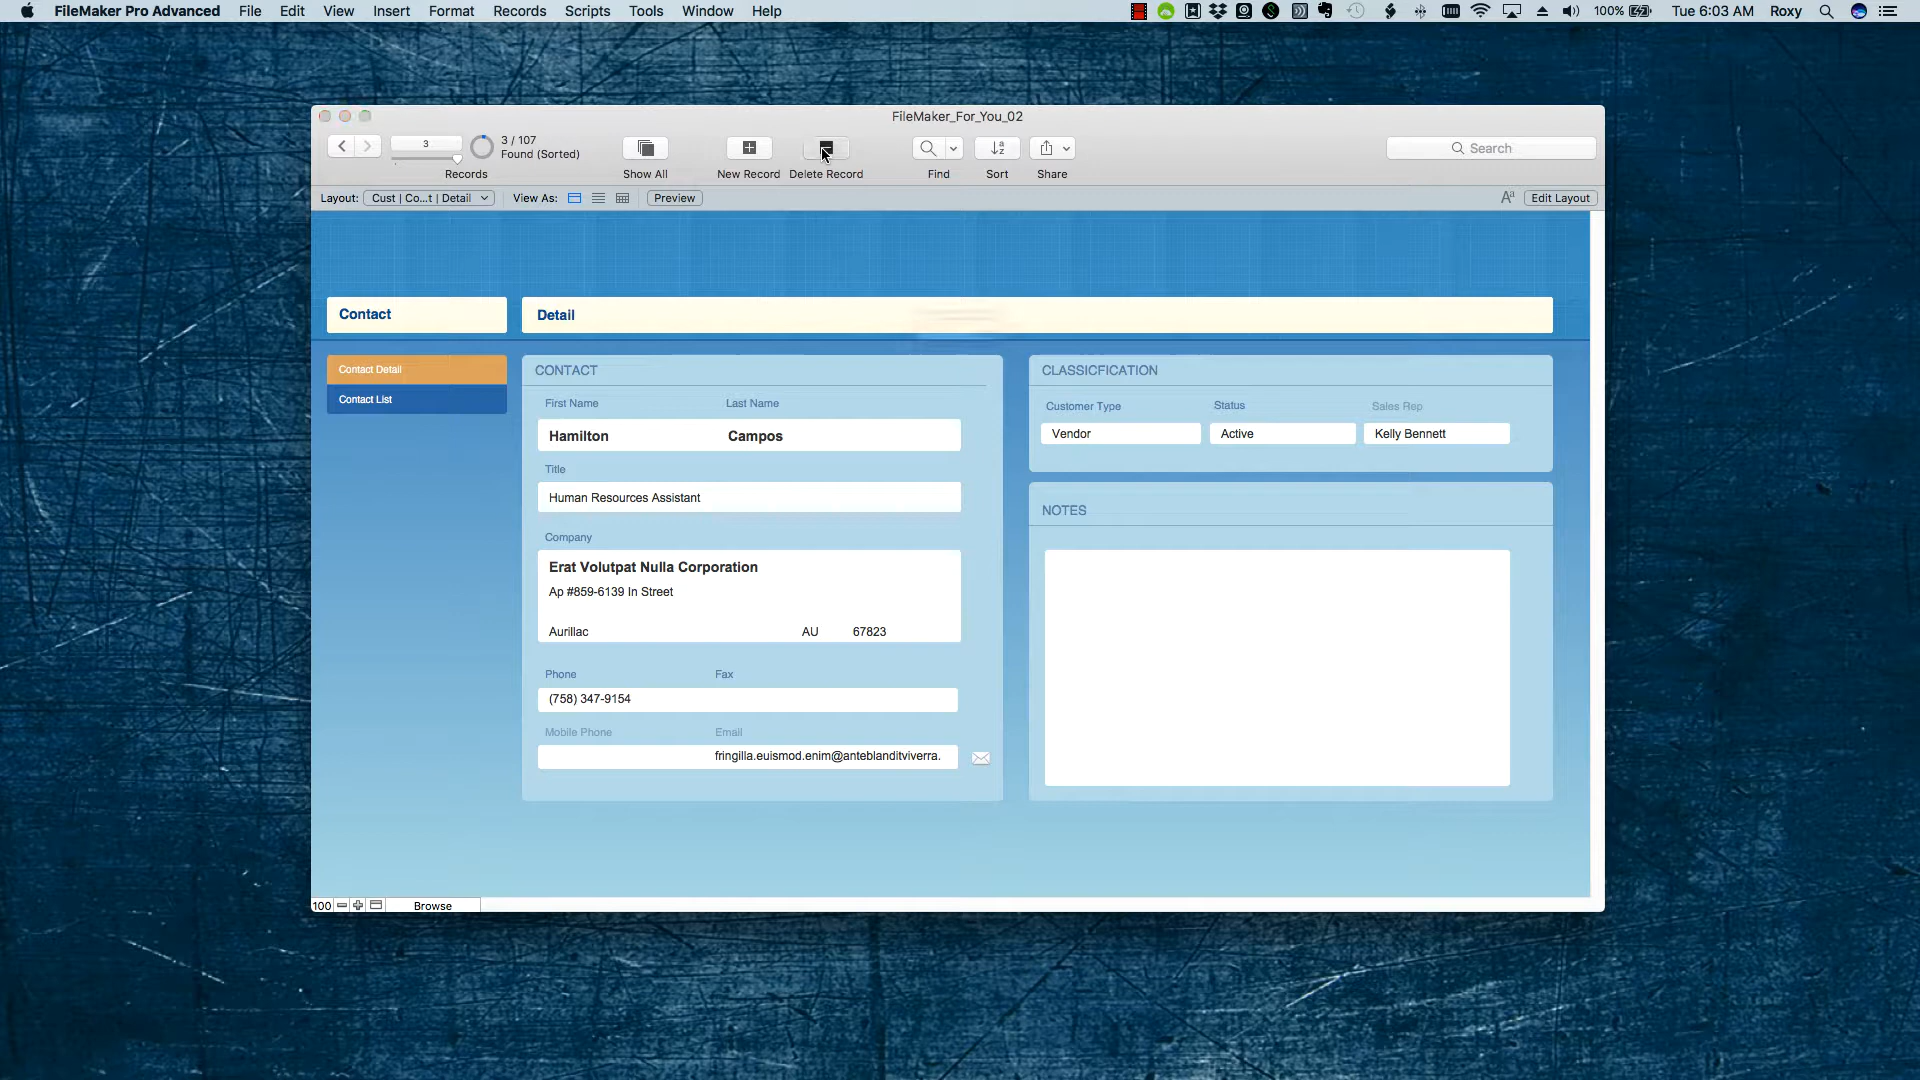 FileMaker Pro Advanced File Edit View Insert Format Records Scripts Tools Window Help 100% Tue 6:03 AM Roxy
FileMaker_For_You_02
3
3 / 107
Found (Sorted)
Search
Records Show All New Record Delete Record Find Sort Share
Layout: Cust | Co...t | Detail View As: Preview Aª Edit Layout
Contact
Detail
Contact Detail
Contact List
CONTACT
First Name Last Name
Hamilton Campos
Title
Human Resources Assistant
Company
Erat Volutpat Nulla Corporation
Ap #859-6139 In Street
Aurillac AU 67823
Phone Fax
(758) 347-9154
Mobile Phone Email
fringilla.euismod.enim@anteblanditviverra.
CLASSICFICATION
Customer Type Status Sales Rep
Vendor Active Kelly Bennett
NOTES
100 Browse